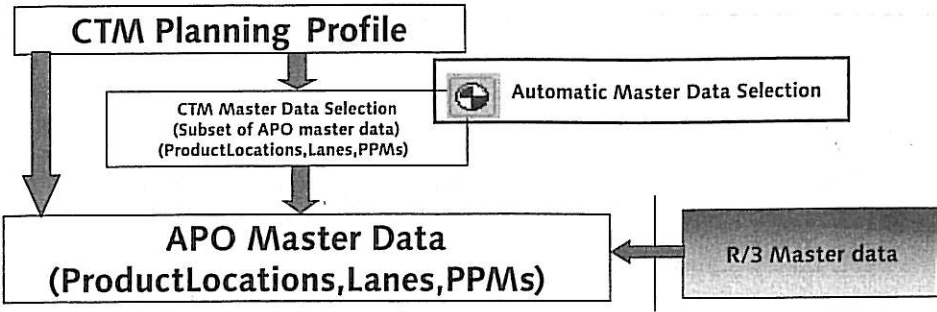 CTM Planning Profile
CTM Master Data Selection
(Subset of APO master data)
(ProductLocations,Lanes,PPMs)
Automatic Master Data Selection
APO Master Data
(ProductLocations,Lanes,PPMs)
R/3 Master data